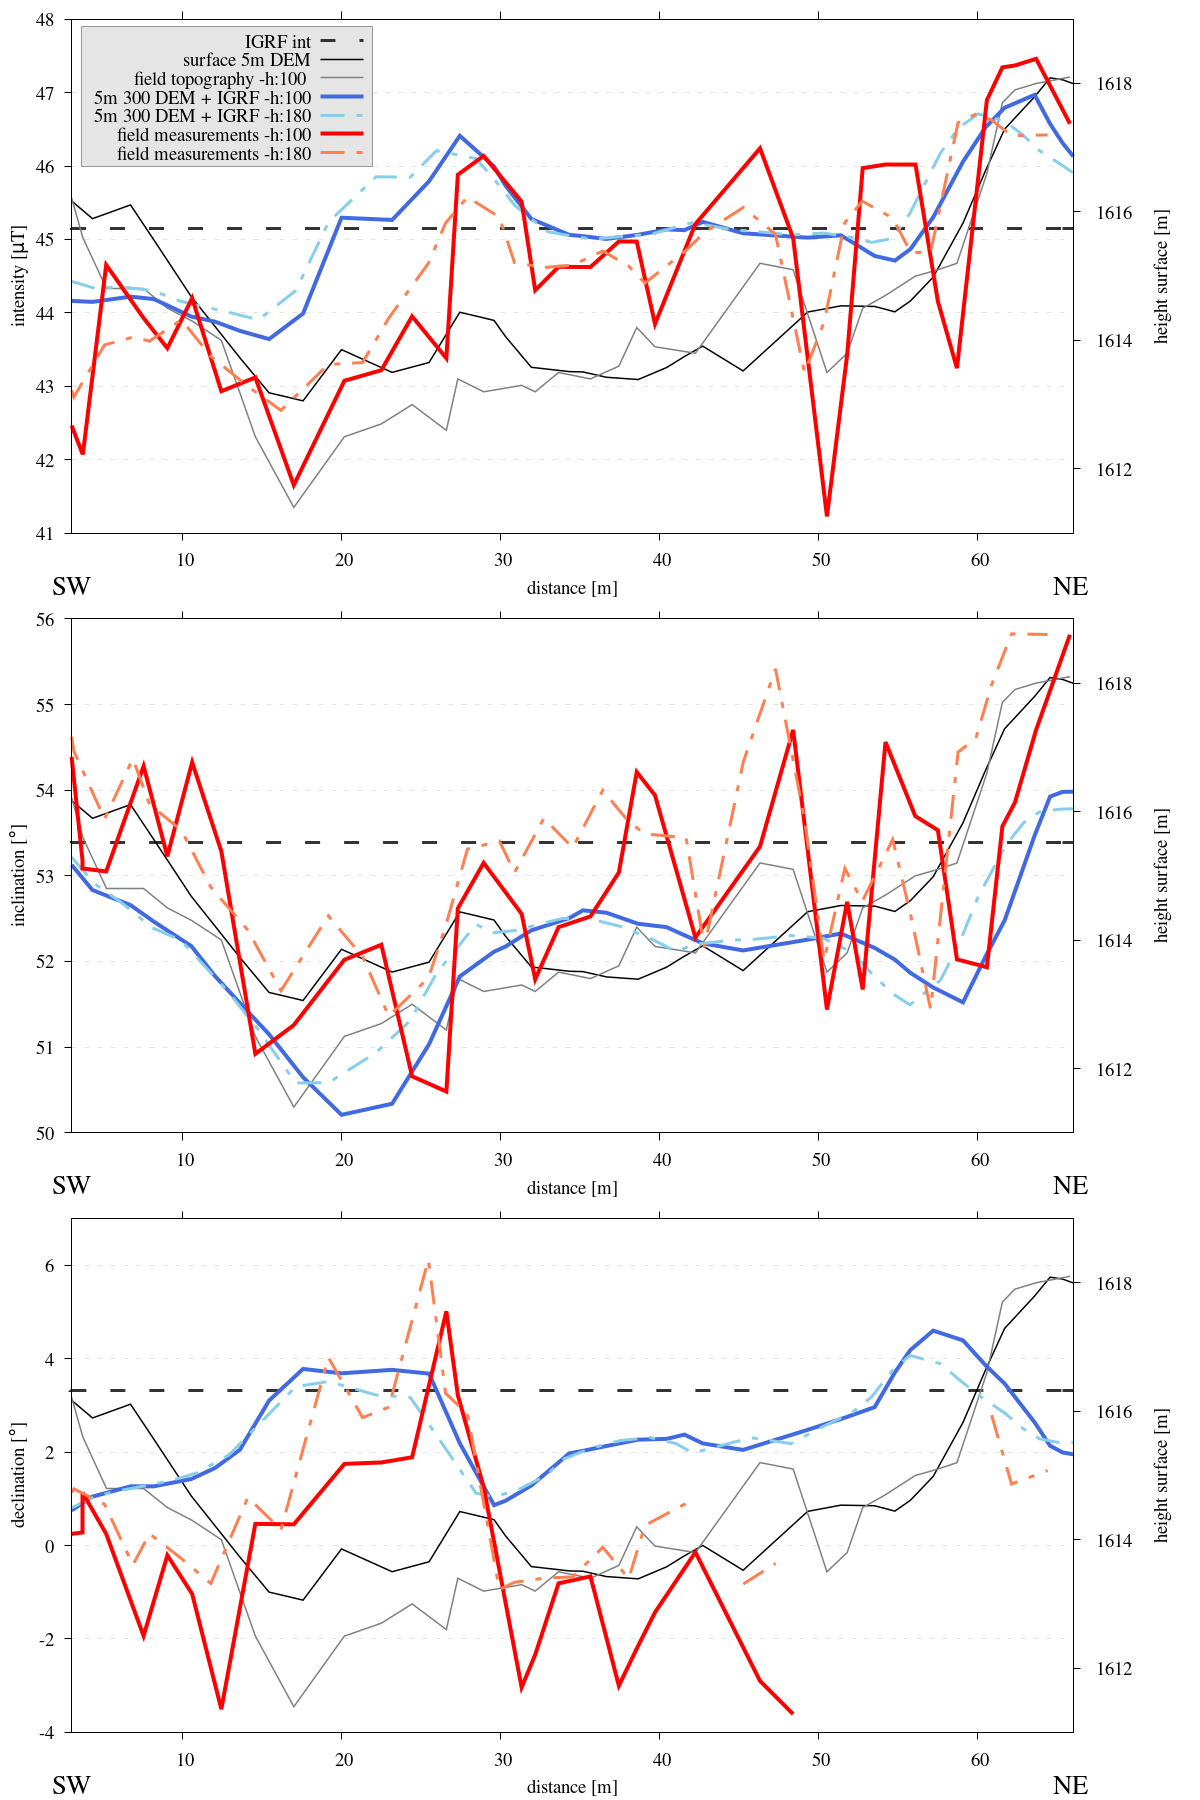 48
47
46
45
44
43
42
41
intensity [µT]
IGRF int
surface 5m DEM
field topography -h:100
5m 300 DEM + IGRF -h:100
5m 300 DEM + IGRF -h:180
field measurements -h:100
field measurements -h:180
1618
1616
1614
1612
height surface [m]
10 20 30 40 50 60
SW distance [m] NE
56
55
54
53
52
51
50
inclination [°]
1618
1616
1614
1612
height surface [m]
10 20 30 40 50 60
SW distance [m] NE
6
4
2
0
-2
-4
declination [°]
1618
1616
1614
1612
height surface [m]
10 20 30 40 50 60
SW distance [m] NE